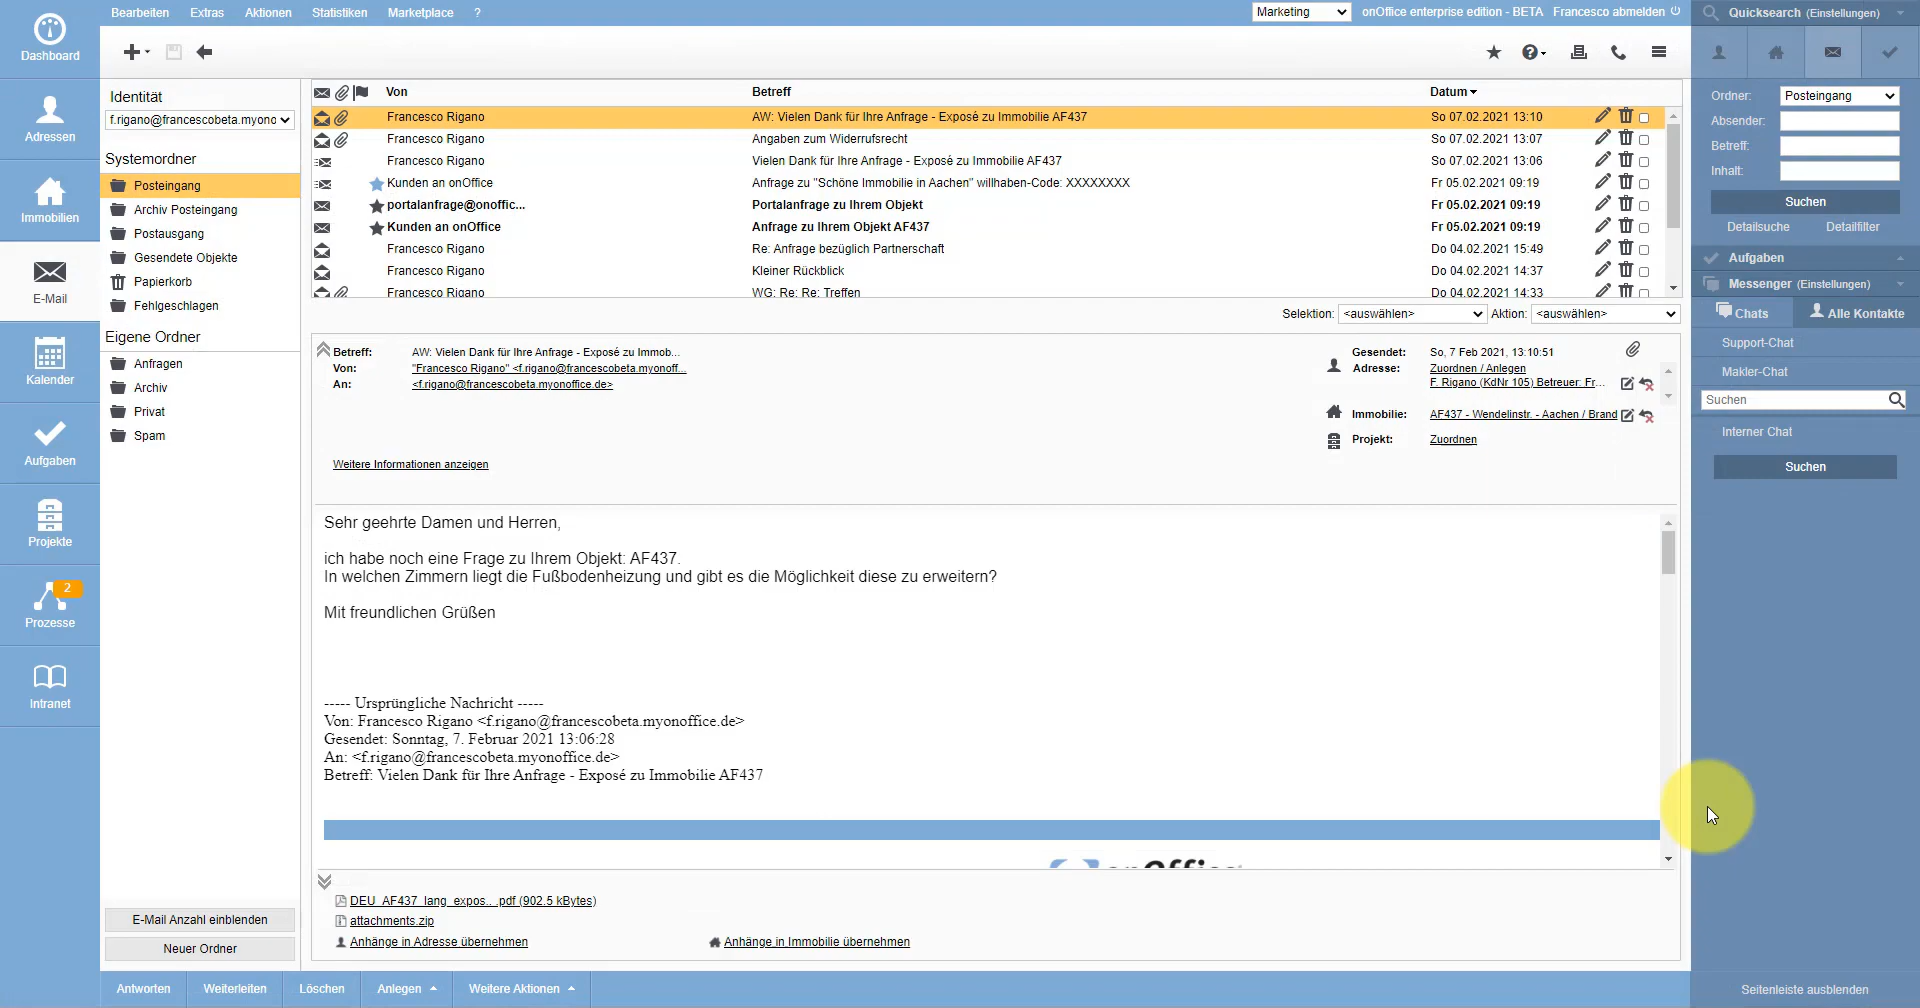 Bearbeiten Extras Aktionen Statistiken Marketplace ? Marketing onOffice enterprise edition - BETA Francesco abmelden
Quicksearch (Einstellungen)
Dashboard
Adressen
Immobilien
E-Mail
Kalender
Aufgaben
Projekte
2
Prozesse
Intranet
Identität
f.rigano@francescobeta.myono
Systemordner
Posteingang
Archiv Posteingang
Postausgang
Gesendete Objekte
Papierkorb
Fehlgeschlagen
Eigene Ordner
Anfragen
Archiv
Privat
Spam
E-Mail Anzahl einblenden
Neuer Ordner
Von Betreff Datum
Francesco Rigano AW: Vielen Dank für Ihre Anfrage - Exposé zu Immobilie AF437 So 07.02.2021 13:10
Francesco Rigano Angaben zum Widerrufsrecht So 07.02.2021 13:07
Francesco Rigano Vielen Dank für Ihre Anfrage - Exposé zu Immobilie AF437 So 07.02.2021 13:06
Kunden an onOffice Anfrage zu "Schöne Immobilie in Aachen" willhaben-Code: XXXXXXXX Fr 05.02.2021 09:19
portalanfrage@onoffic... Portalanfrage zu Ihrem Objekt Fr 05.02.2021 09:19
Kunden an onOffice Anfrage zu Ihrem Objekt AF437 Fr 05.02.2021 09:19
Francesco Rigano Re: Anfrage bezüglich Partnerschaft Do 04.02.2021 15:49
Francesco Rigano Kleiner Rückblick Do 04.02.2021 14:37
Francesco Rigano WG: Re: Re: Treffen Do 04.02.2021 14:33
Selektion: <auswählen> Aktion: <auswählen>
Betreff: AW: Vielen Dank für Ihre Anfrage - Exposé zu Immob...
Von: "Francesco Rigano" <f.rigano@francescobeta.myonoff...
An: <f.rigano@francescobeta.myonoffice.de>
Weitere Informationen anzeigen
Gesendet: So, 7 Feb 2021, 13:10:51
Adresse: Zuordnen / Anlegen
F. Rigano (KdNr 105) Betreuer: Fr...
Immobilie: AF437 - Wendelinstr. - Aachen / Brand
Projekt: Zuordnen
Sehr geehrte Damen und Herren,
ich habe noch eine Frage zu Ihrem Objekt: AF437.
In welchen Zimmern liegt die Fußbodenheizung und gibt es die Möglichkeit diese zu erweitern?
Mit freundlichen Grüßen
----- Ursprüngliche Nachricht -----
Von: Francesco Rigano <f.rigano@francescobeta.myonoffice.de>
Gesendet: Sonntag, 7. Februar 2021 13:06:28
An: <f.rigano@francescobeta.myonoffice.de>
Betreff: Vielen Dank für Ihre Anfrage - Exposé zu Immobilie AF437
onOffice
DEU_AF437_lang_expos.._.pdf (902.5 kBytes)
attachments.zip
Anhänge in Adresse übernehmen Anhänge in Immobilie übernehmen
Antworten Weiterleiten Löschen Anlegen Weitere Aktionen
Ordner: Posteingang
Absender:
Betreff:
Inhalt:
Suchen
Detailsuche Detailfilter
Aufgaben
Messenger (Einstellungen)
Chats Alle Kontakte
Support-Chat
Makler-Chat
Suchen
Interner Chat
Suchen
Seitenleiste ausblenden